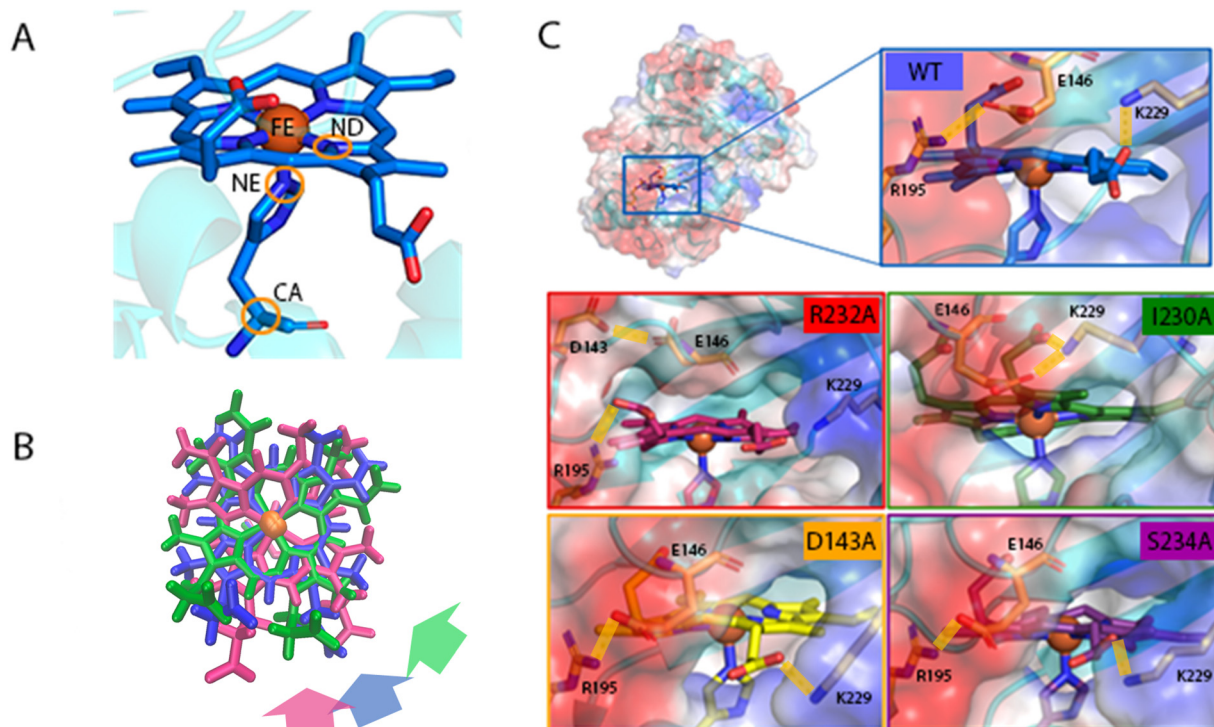 A
FE
ND
NE
CA
B
C
WT
E146
K229
R195
R232A
D143
E146
K229
R195
I230A
E146
K229
D143A
E146
R195
K229
S234A
E146
R195
K229